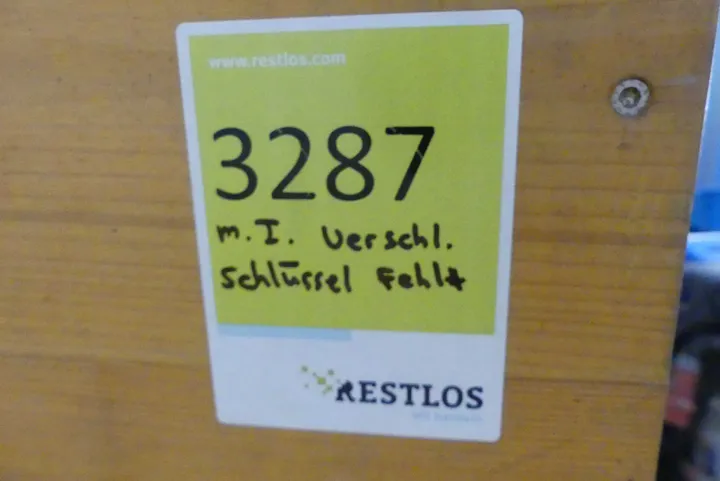 www.restlos.com
3287
m. I. Verschl.
Schlüssel Fehlt
RESTLOS